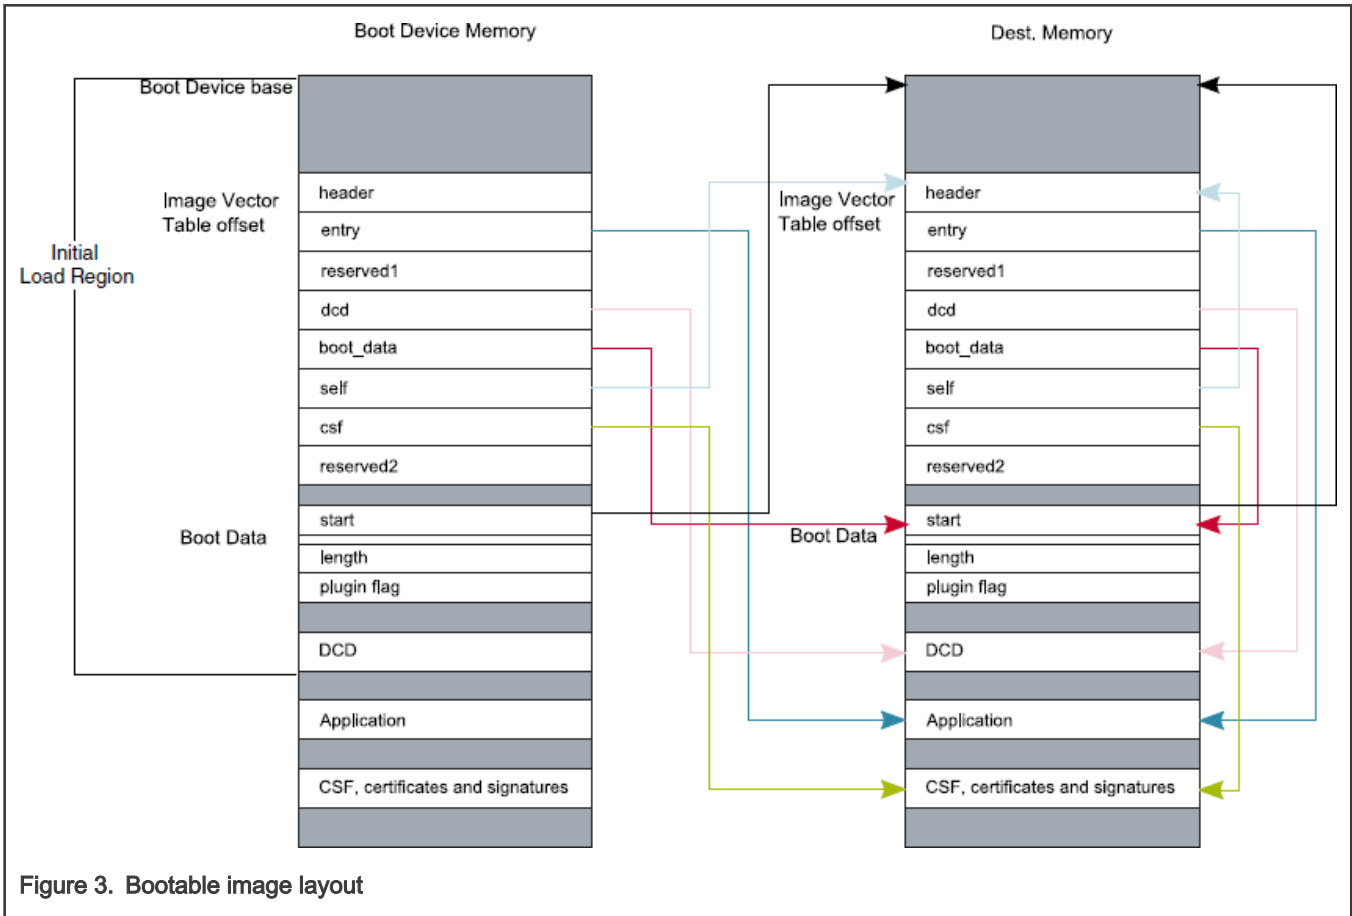 Boot Device Memory
Dest. Memory
Boot Device base
Image Vector
Table offset
Initial
Load Region
Boot Data
header
entry
reserved1
dcd
boot_data
self
csf
reserved2
start
length
plugin flag
DCD
Application
CSF, certificates and signatures
Image Vector
Table offset
Boot Data
header
entry
reserved1
dcd
boot_data
self
csf
reserved2
start
length
plugin flag
DCD
Application
CSF, certificates and signatures
Figure 3. Bootable image layout